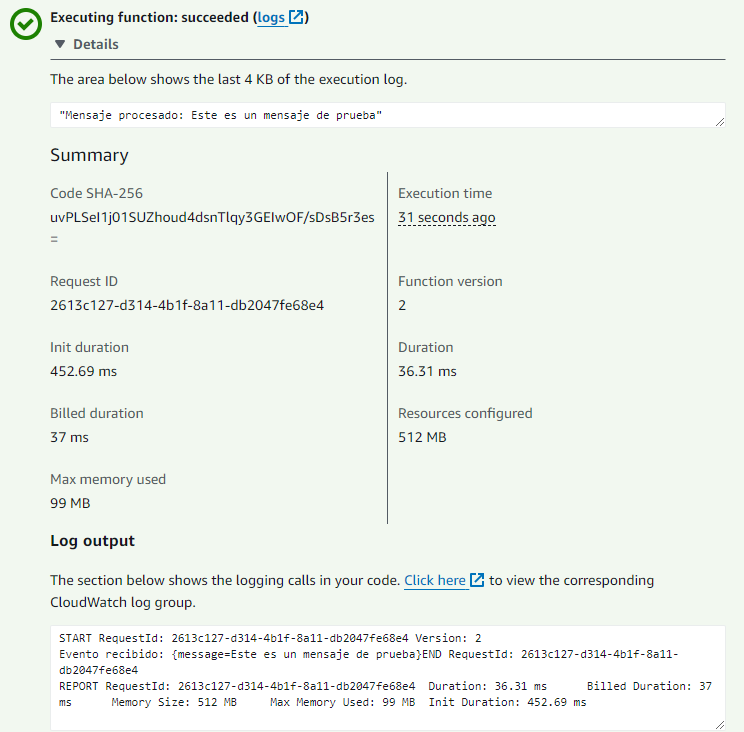 Executing function: succeeded (logs)
Details
The area below shows the last 4 KB of the execution log.
"Mensaje procesado: Este es un mensaje de prueba"
Summary
Code SHA-256
uvPLSeI1j01SUZhoud4dsnTlqy3GEIwOF/sDsB5r3es
=
Execution time
31 seconds ago
Request ID
2613c127-d314-4b1f-8a11-db2047fe68e4
Function version
2
Init duration
452.69 ms
Duration
36.31 ms
Billed duration
37 ms
Resources configured
512 MB
Max memory used
99 MB
Log output
The section below shows the logging calls in your code. Click here to view the corresponding
CloudWatch log group.
START RequestId: 2613c127-d314-4b1f-8a11-db2047fe68e4 Version: 2
Evento recibido: {message=Este es un mensaje de prueba}END RequestId: 2613c127-d314-4b1f-8a11-
db2047fe68e4
REPORT RequestId: 2613c127-d314-4b1f-8a11-db2047fe68e4 Duration: 36.31 ms Billed Duration: 37
ms Memory Size: 512 MB Max Memory Used: 99 MB Init Duration: 452.69 ms